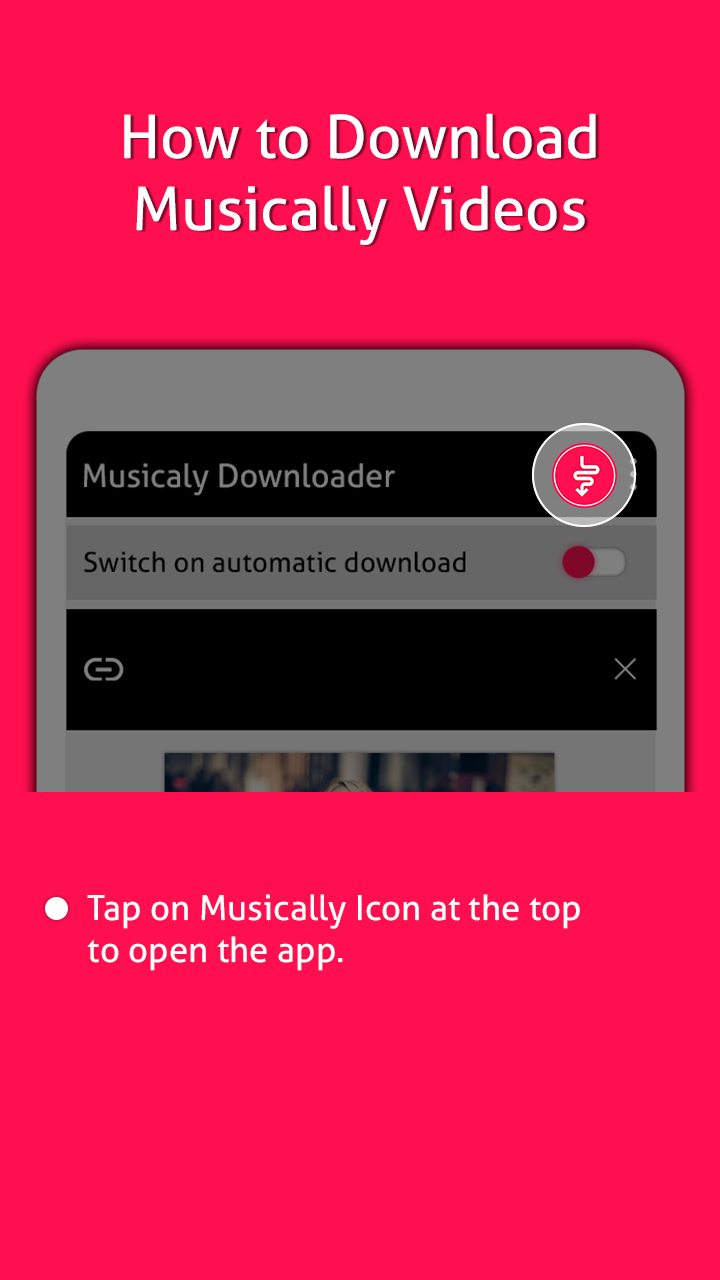 How to Download
Musically Videos
Musicaly Downloader
Switch on automatic download
Tap on Musically Icon at the top
to open the app.